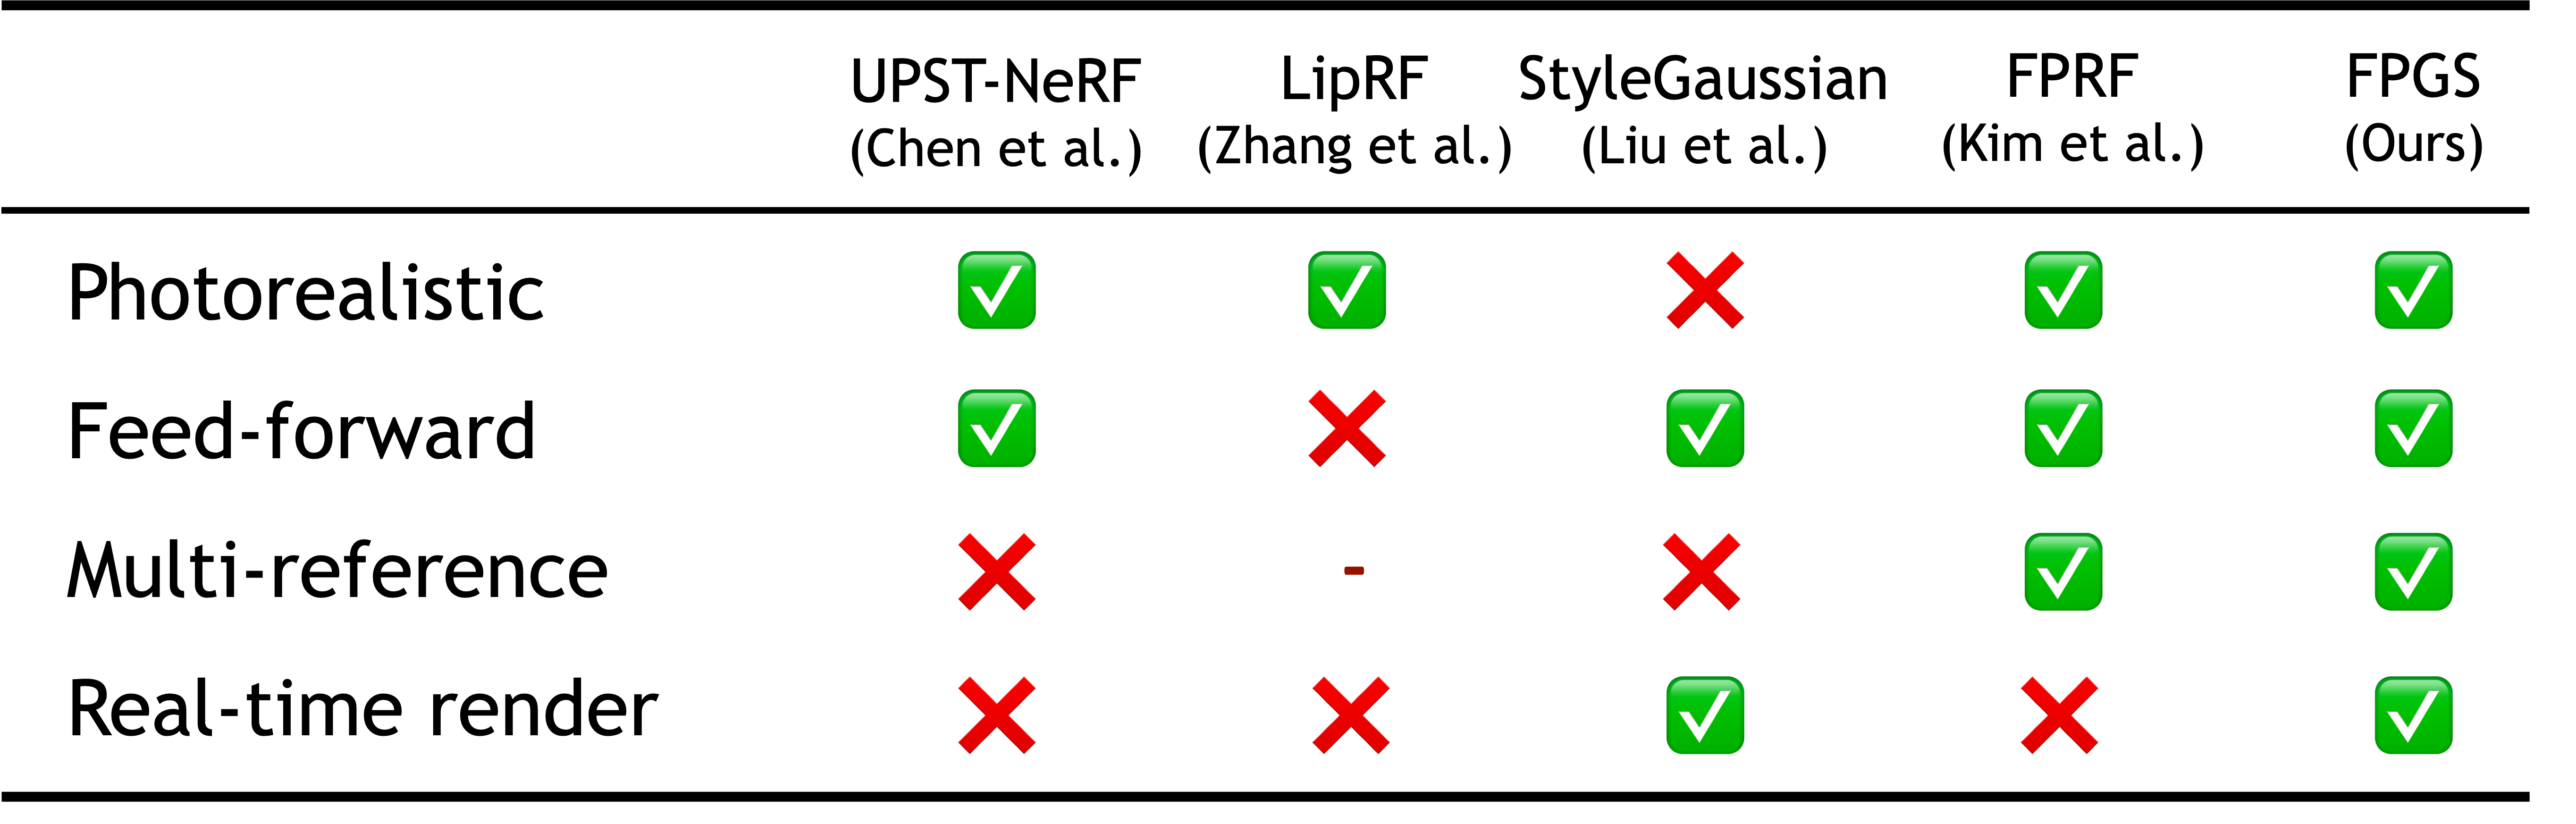 UPST-NeRF LipRF StyleGaussian FPRF FPGS
(Chen et al.) (Zhang et al.) (Liu et al.) (Kim et al.) (Ours)
Photorealistic ✅ ✅ ❌ ✅ ✅
Feed-forward ✅ ❌ ✅ ✅ ✅
Multi-reference ❌ - ❌ ✅ ✅
Real-time render ❌ ❌ ✅ ❌ ✅